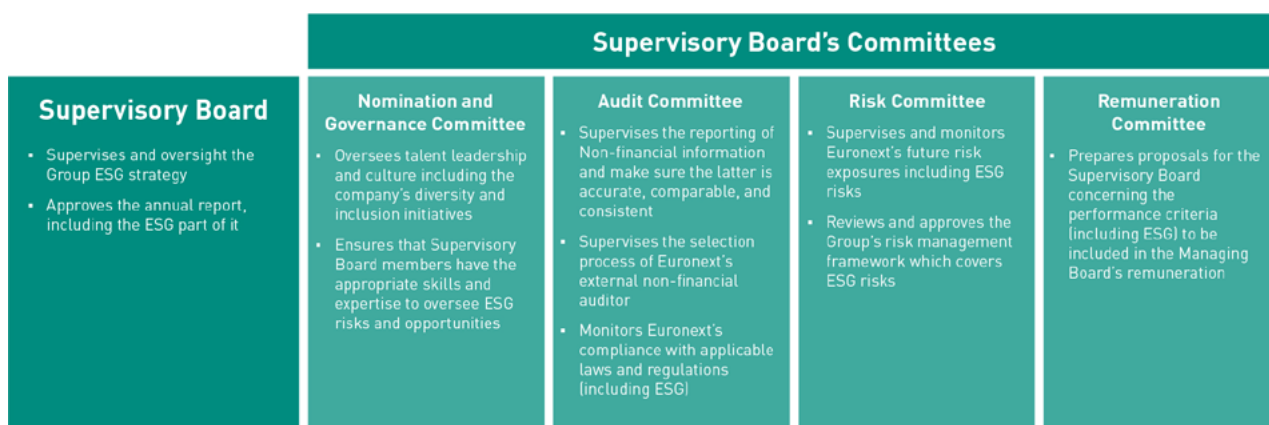 Supervisory Board's Committees
Supervisory Board
▪ Supervises and oversight the
Group ESG strategy
▪ Approves the annual report,
including the ESG part of it
Nomination and
Governance Committee
▪ Oversees talent leadership
and culture including the
company's diversity and
inclusion initiatives
▪ Ensures that Supervisory
Board members have the
appropriate skills and
expertise to oversee ESG
risks and opportunities
Audit Committee
▪ Supervises the reporting of
Non-financial information
and make sure the latter is
accurate, comparable, and
consistent
▪ Supervises the selection
process of Euronext's
external non-financial
auditor
▪ Monitors Euronext's
compliance with applicable
laws and regulations
(including ESG)
Risk Committee
▪ Supervises and monitors
Euronext's future risk
exposures including ESG
risks
▪ Reviews and approves the
Group's risk management
framework which covers
ESG risks
Remuneration
Committee
▪ Prepares proposals for the
Supervisory Board
concerning the
performance criteria
(including ESG) to be
included in the Managing
Board's remuneration